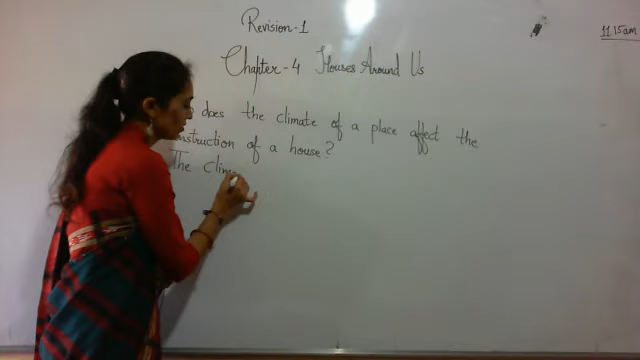 Revision-1
11:15am
Chapter-4 Houses Around Us
does the climate of a place affect the
nstruction of a house?
The Clim